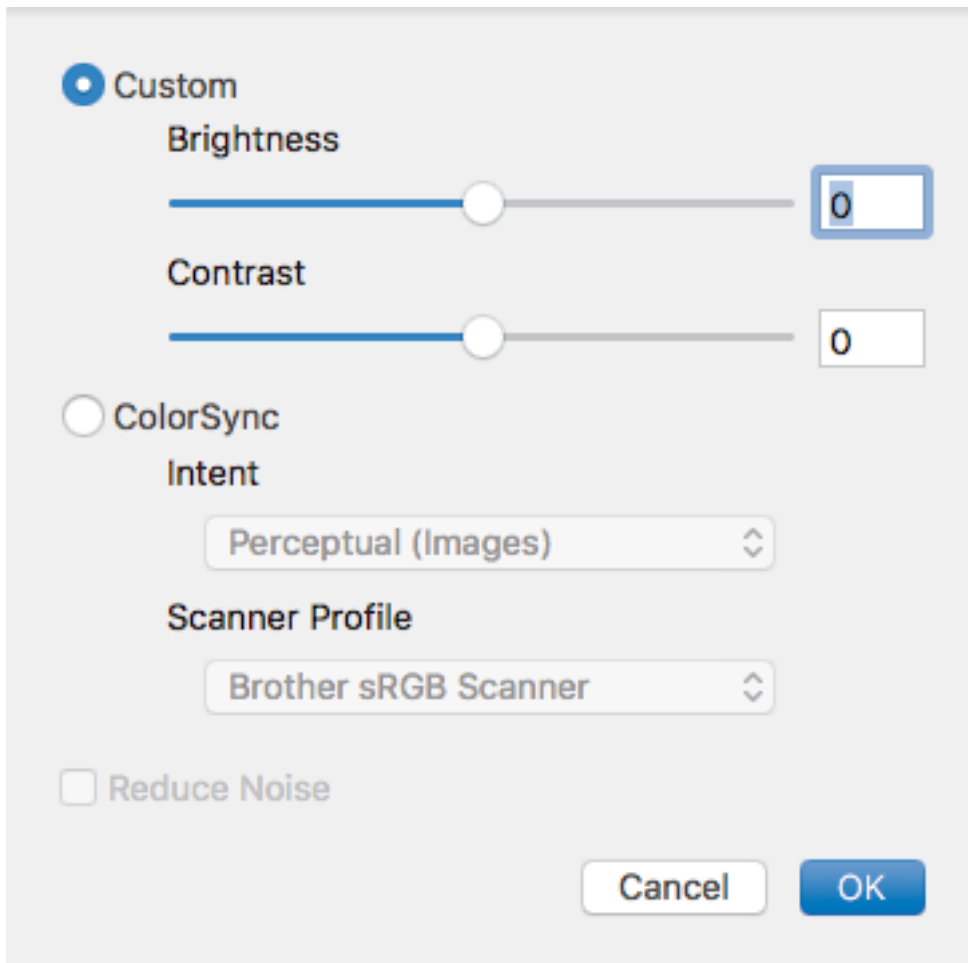 Custom
Brightness
0
Contrast
0
ColorSync
Intent
Perceptual (Images)
Scanner Profile
Brother sRGB Scanner
Reduce Noise
Cancel OK